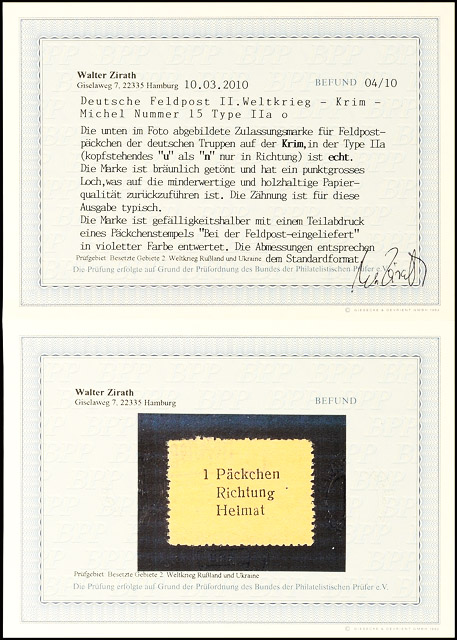 Walter Zirath
Giselaweg 7, 22335 Hamburg 10.03.2010 BEFUND 04/10
Deutsche Feldpost II.Weltkrieg - Krim -
Michel Nummer 15 Type IIa o
Die unten im Foto abgebildete Zulassungsmarke für Feldpost-
päckchen der deutschen Truppen auf der Krim,in der Type IIa
(kopfstehendes "u" als "n" nur in Richtung) ist echt.
Die Marke ist bräunlich getönt und hat ein punktgrosses
Loch,was auf die minderwertige und holzhaltige Papier-
qualität zurückzuführen ist. Die Zähnung ist für diese
Ausgabe typisch.
Die Marke ist gefälligkeitshalber mit einem Teilabdruck
eines Päckchenstempels "Bei der Feldpost-eingeliefert"
in violetter Farbe entwertet. Die Abmessungen entsprechen
Prüfgebiet Besetzte Gebiete 2. Weltkrieg Rußland und Ukraine dem Standardformat.
Die Prüfung erfolgte auf Grund der Prüfordnung des Bundes der Philatelistischen Prüfer e.V.
Walter Zirath
Giselaweg 7, 22335 Hamburg BEFUND
1 Päckchen
Richtung
Heimat
Prüfgebiet Besetzte Gebiete 2. Weltkrieg Rußland und Ukraine
Die Prüfung erfolgte auf Grund der Prüfordnung des Bundes der Philatelistischen Prüfer e.V.